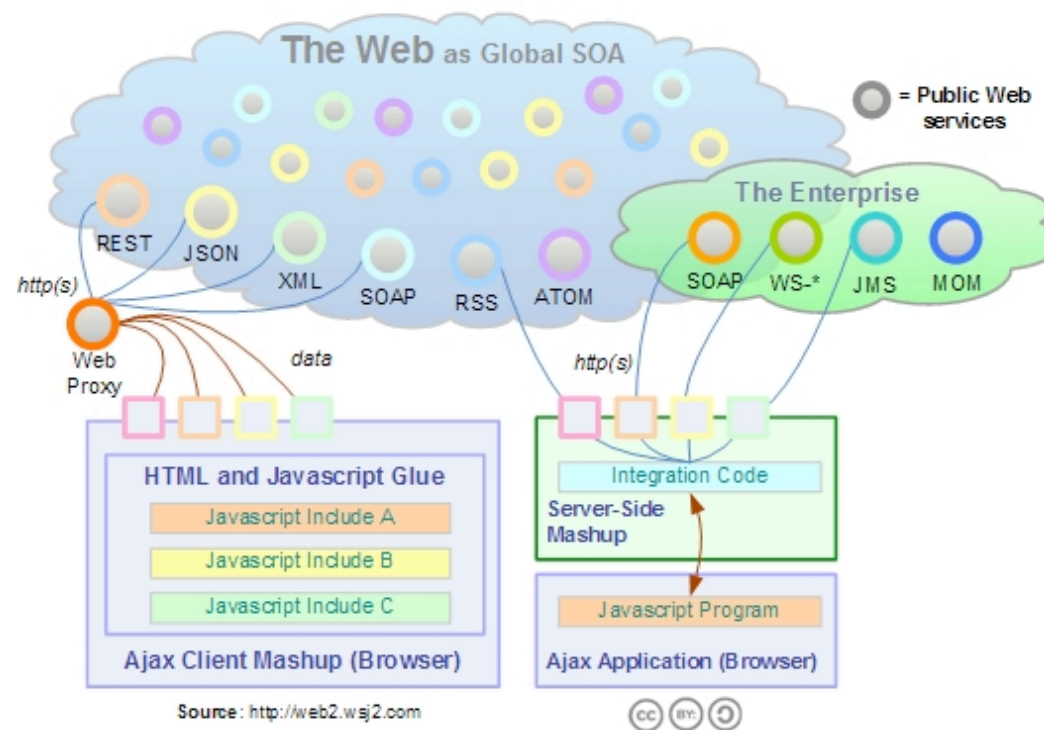 The Web as Global SOA
= Public Web
services
The Enterprise
REST
JSON
XML
SOAP
RSS
ATOM
SOAP
WS-*
JMS
MOM
http(s)
Web
Proxy
data
http(s)
HTML and Javascript Glue
Javascript Include A
Javascript Include B
Javascript Include C
Ajax Client Mashup (Browser)
Integration Code
Server-Side
Mashup
Javascript Program
Ajax Application (Browser)
Source: http://web2.wsj2.com
cc BY: